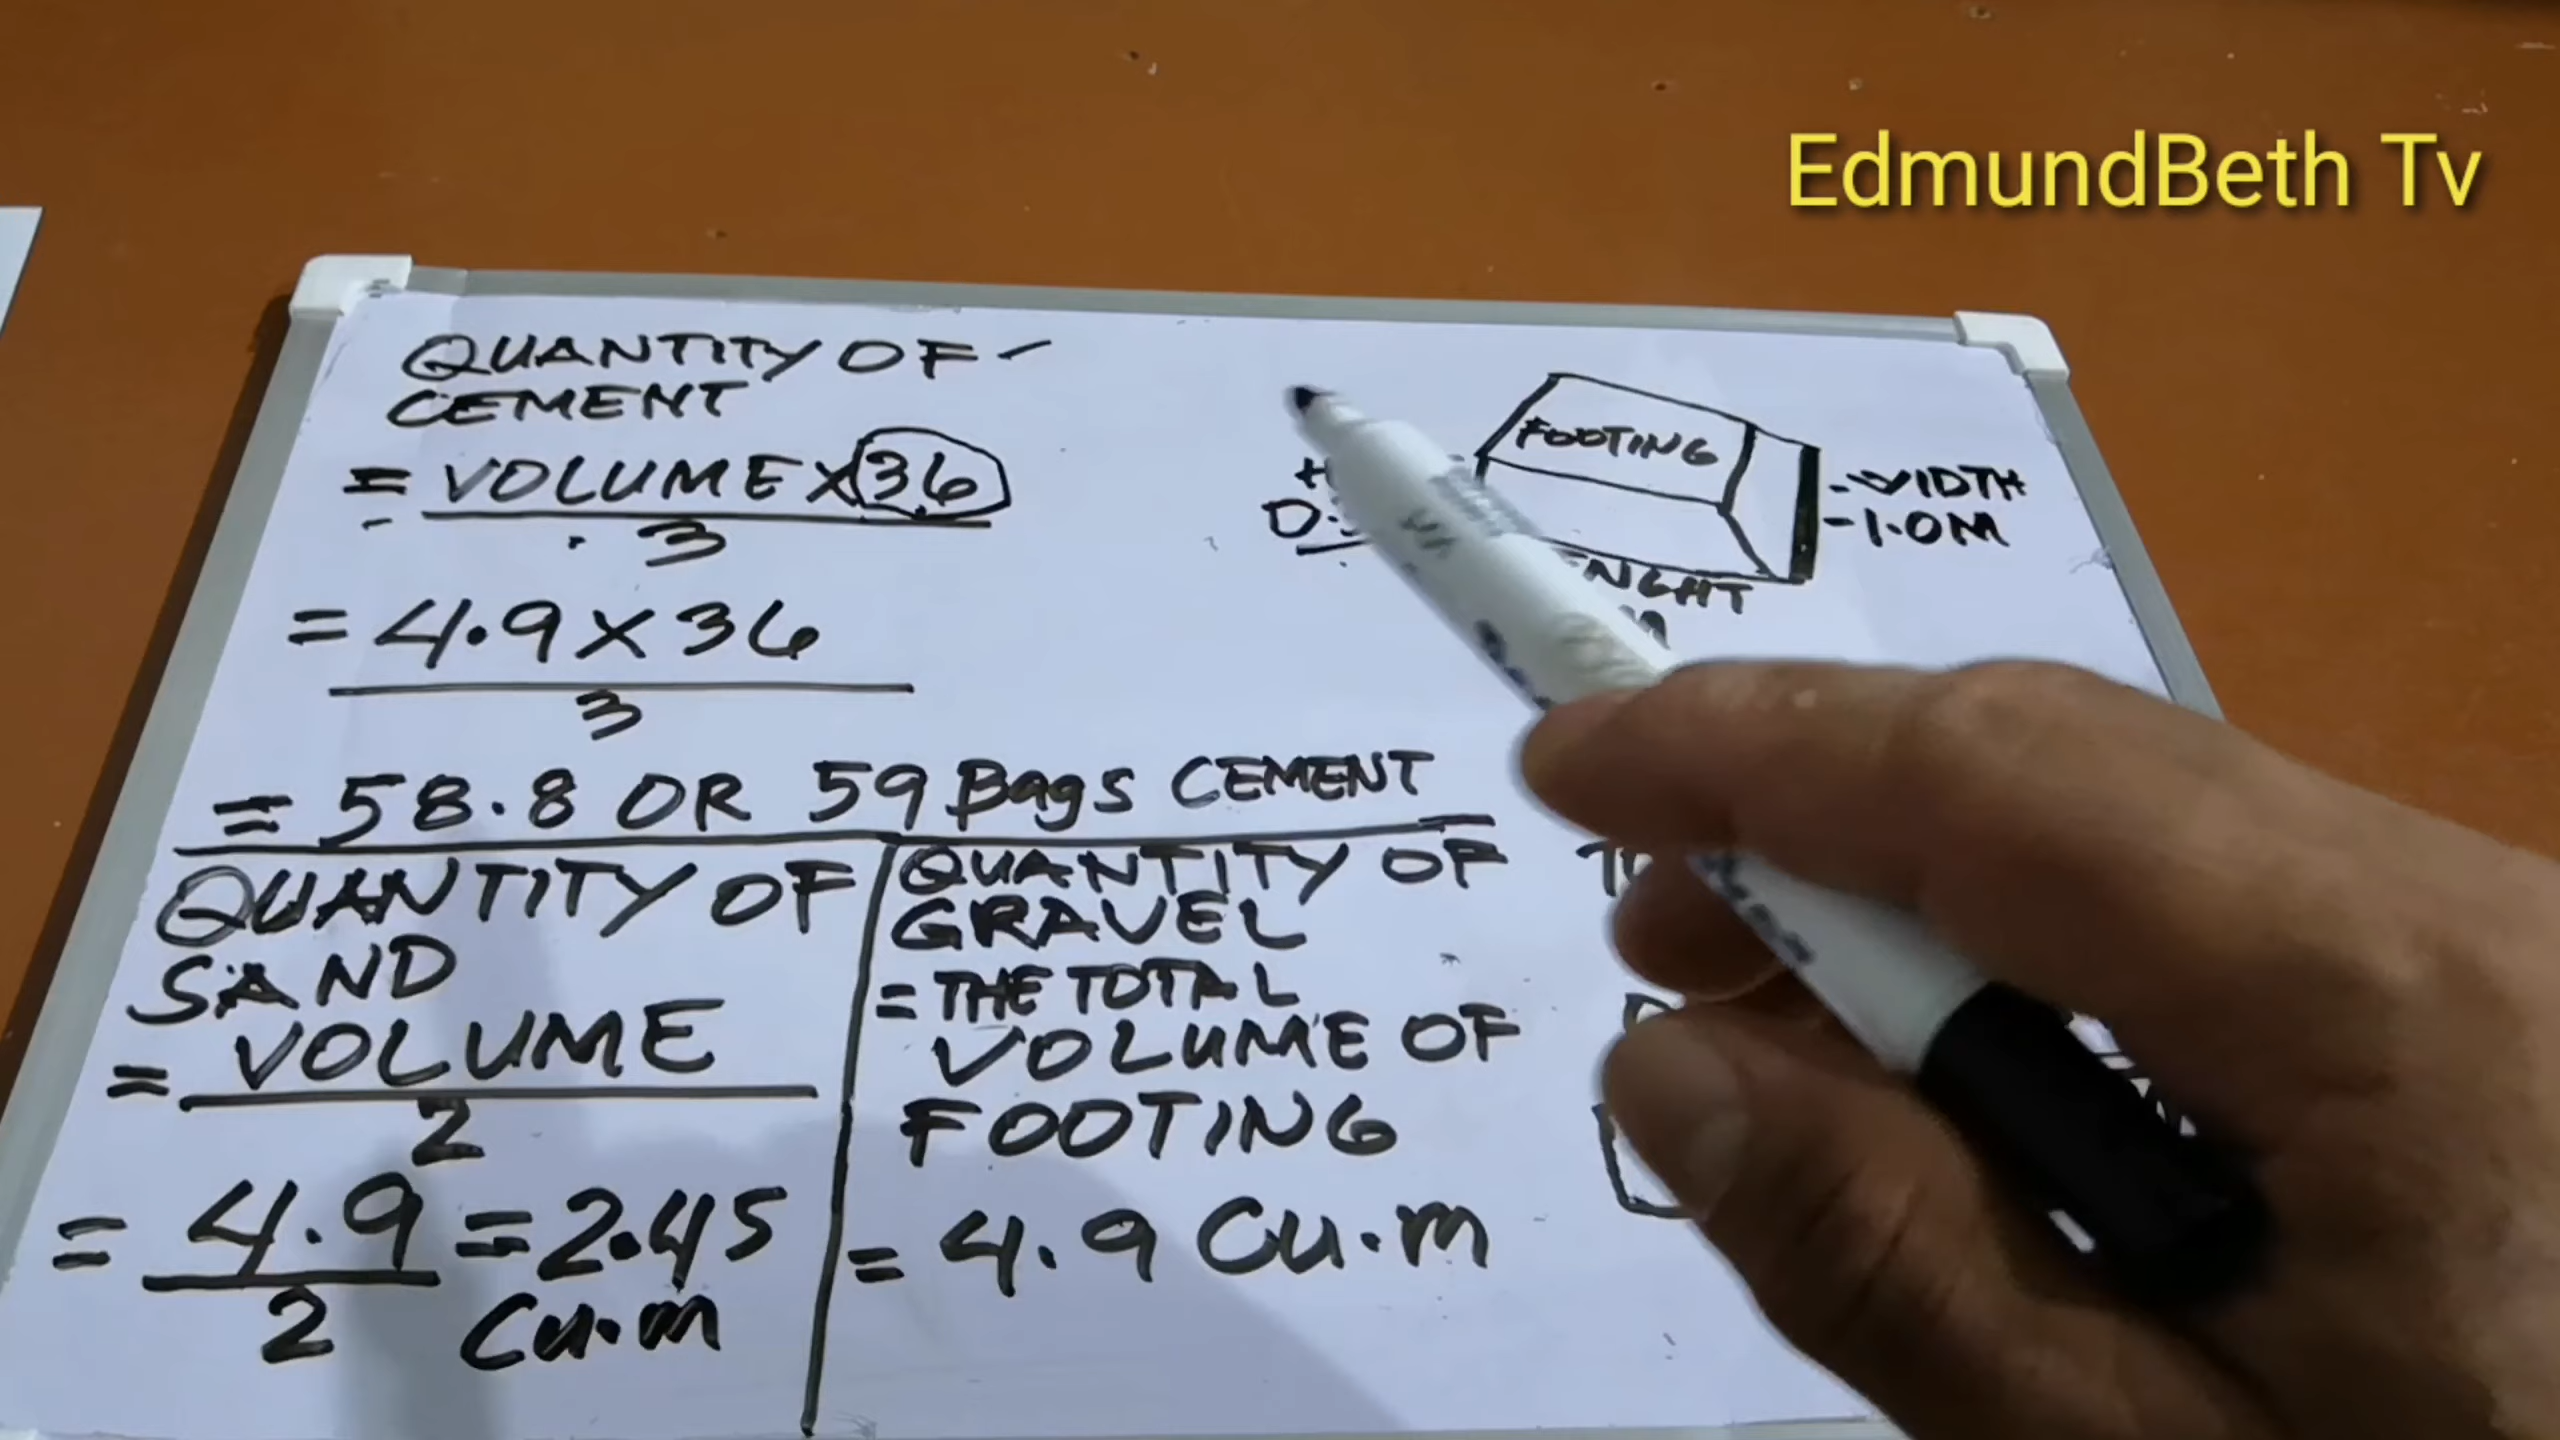 EdmundBeth Tv
QUANTITY OF
CEMENT
= VOLUME X 36
3
= 4.9 X 36
3
= 58.8 OR 59 Bags CEMENT
QUANTITY OF
SAND
= VOLUME
2
= 4.9 = 2.45
2 Cu.m
QUANTITY OF
GRAVEL
= THE TOTAL
VOLUME OF
FOOTING
= 4.9 Cu.m
FOOTING
- WIDTH
- 1.0M